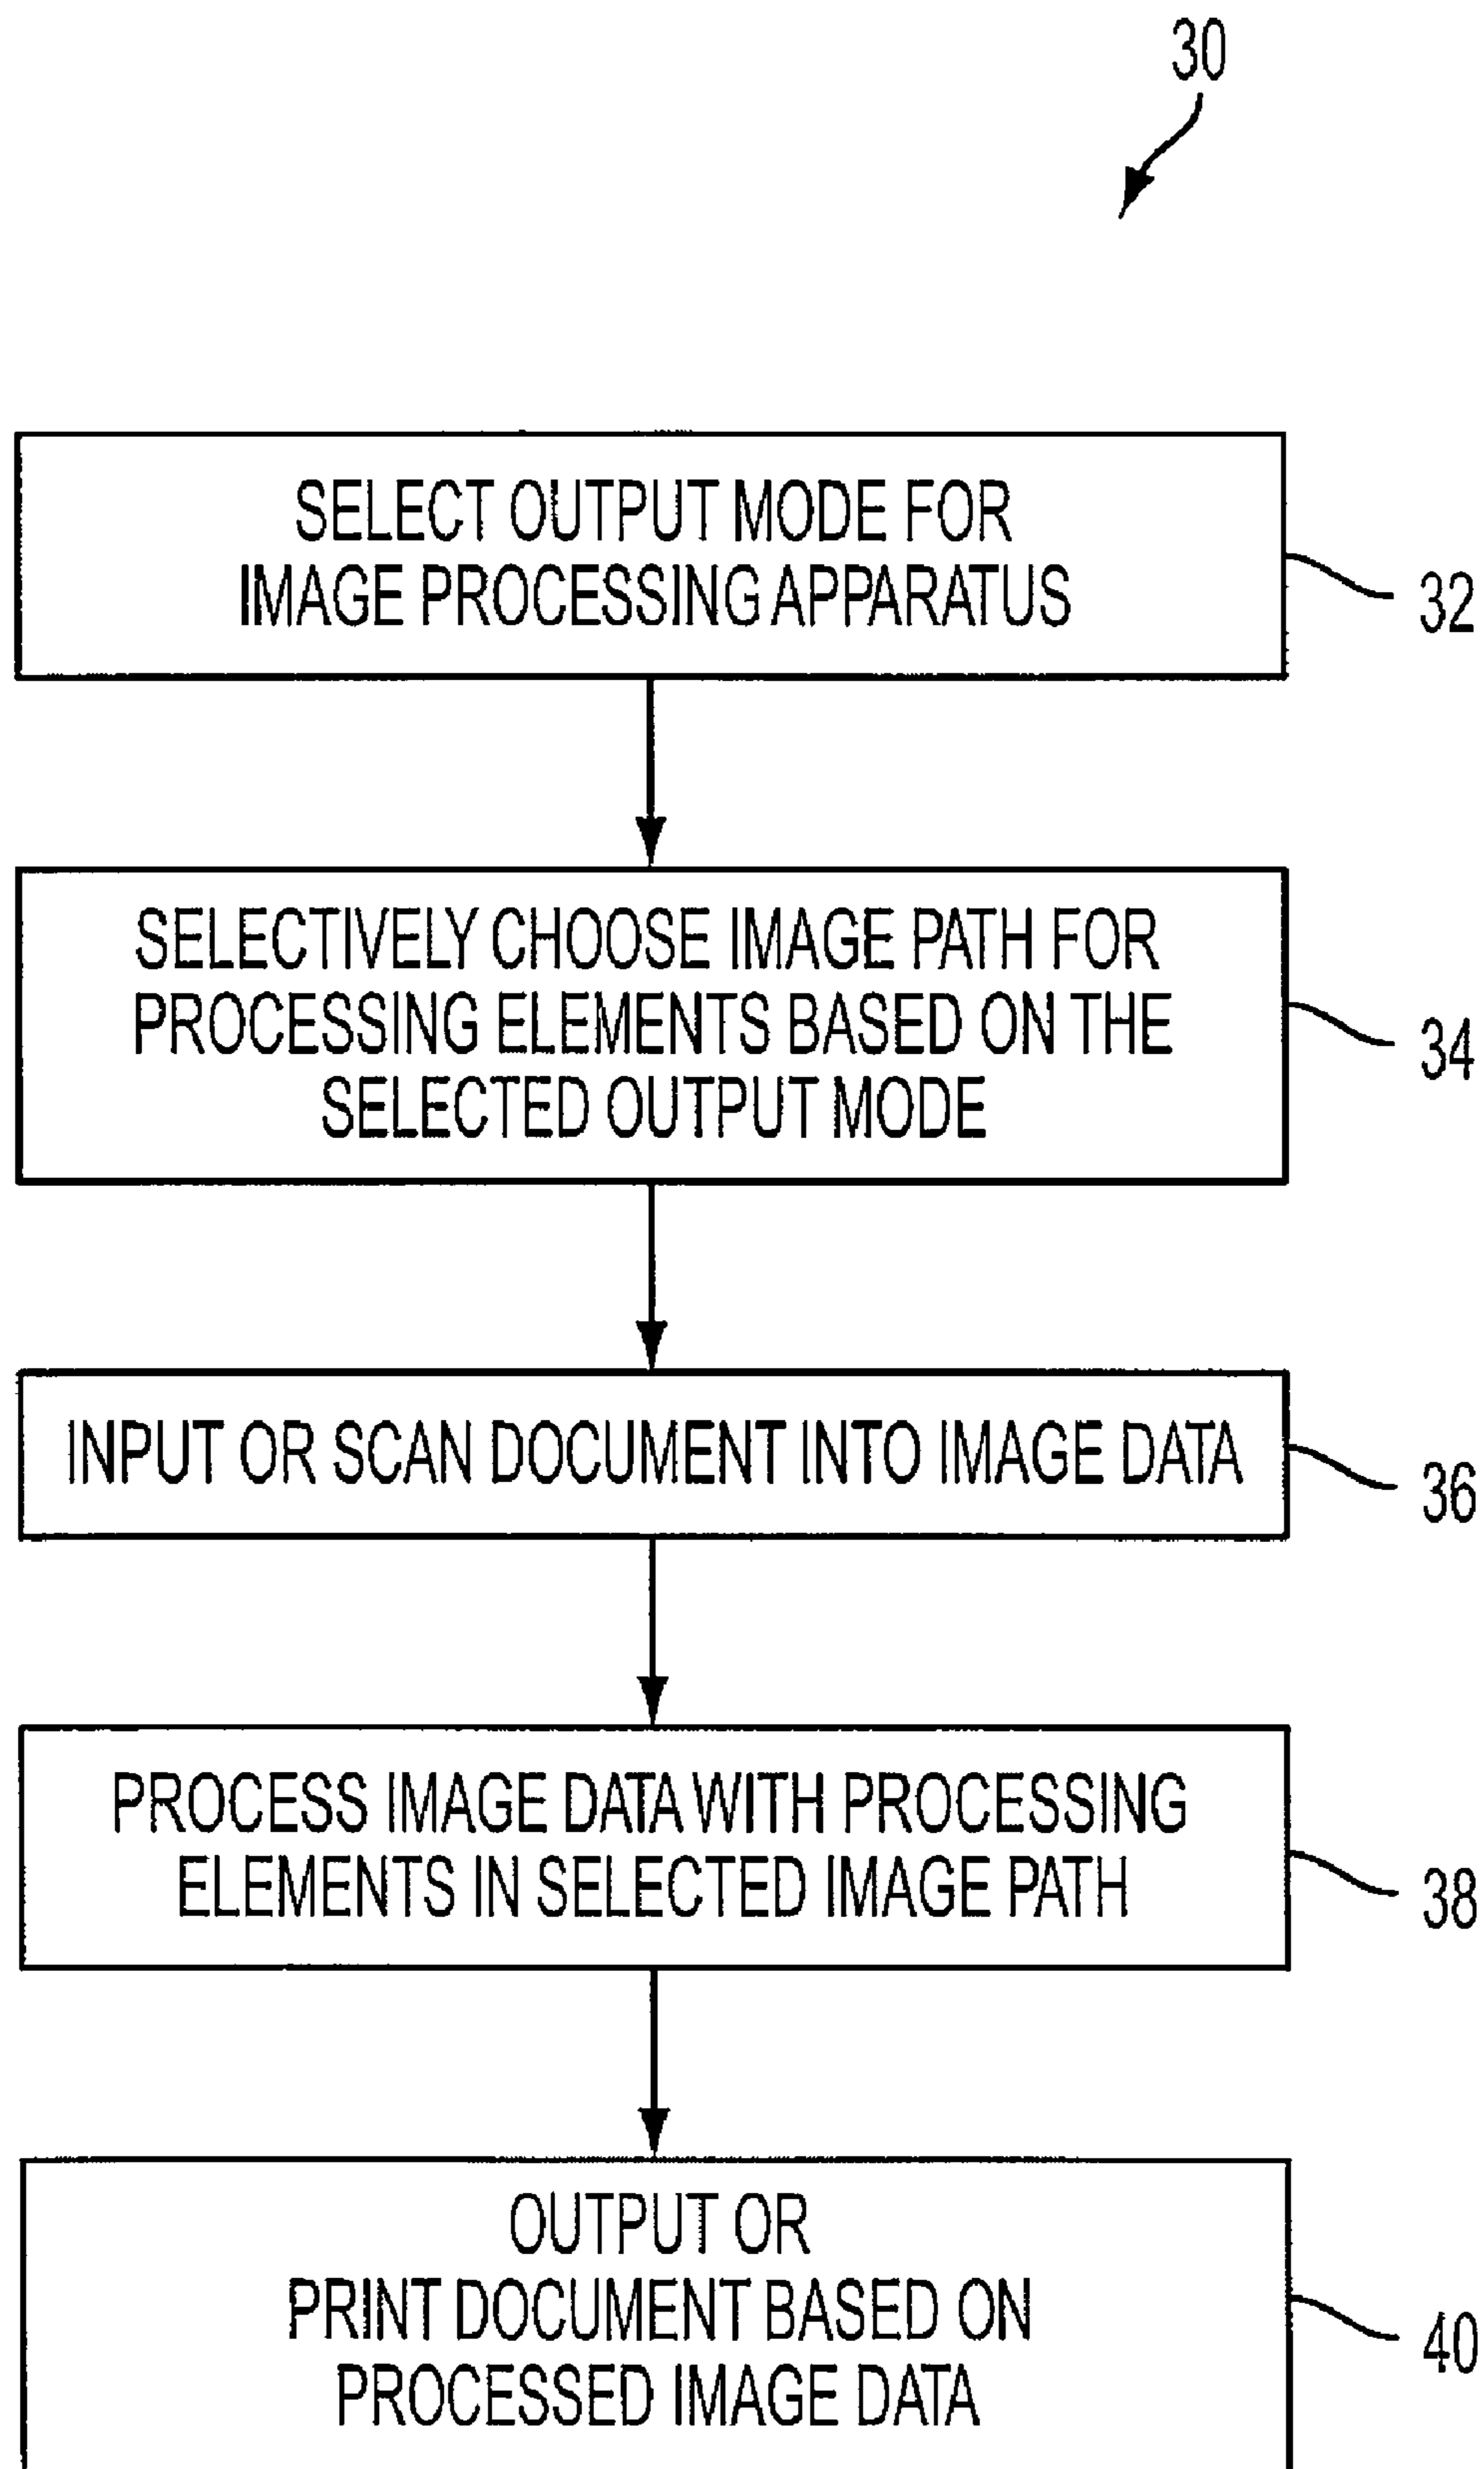 30
SELECT OUTPUT MODE FOR
IMAGE PROCESSING APPARATUS
32
SELECTIVELY CHOOSE IMAGE PATH FOR
PROCESSING ELEMENTS BASED ON THE
SELECTED OUTPUT MODE
34
INPUT OR SCAN DOCUMENT INTO IMAGE DATA
36
PROCESS IMAGE DATA WITH PROCESSING
ELEMENTS IN SELECTED IMAGE PATH
38
OUTPUT OR
PRINT DOCUMENT BASED ON
PROCESSED IMAGE DATA
40